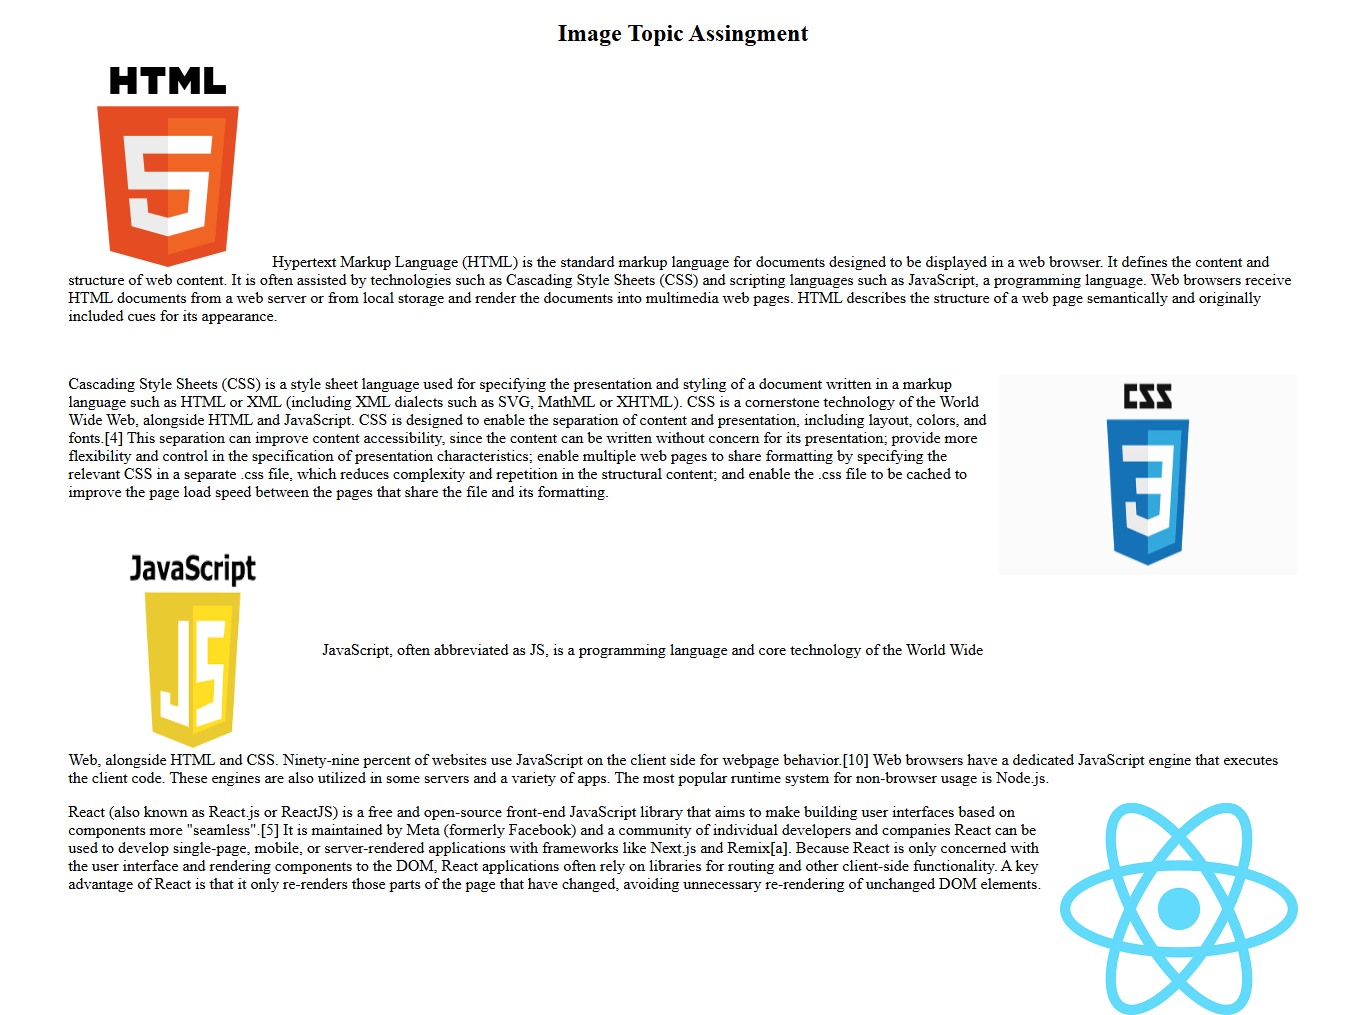 Image Topic Assingment
HTML
5
Hypertext Markup Language (HTML) is the standard markup language for documents designed to be displayed in a web browser. It defines the content and
structure of web content. It is often assisted by technologies such as Cascading Style Sheets (CSS) and scripting languages such as JavaScript, a programming language. Web browsers receive
HTML documents from a web server or from local storage and render the documents into multimedia web pages. HTML describes the structure of a web page semantically and originally
included cues for its appearance.
Cascading Style Sheets (CSS) is a style sheet language used for specifying the presentation and styling of a document written in a markup
language such as HTML or XML (including XML dialects such as SVG, MathML or XHTML). CSS is a cornerstone technology of the World
Wide Web, alongside HTML and JavaScript. CSS is designed to enable the separation of content and presentation, including layout, colors, and
fonts.[4] This separation can improve content accessibility, since the content can be written without concern for its presentation; provide more
flexibility and control in the specification of presentation characteristics; enable multiple web pages to share formatting by specifying the
relevant CSS in a separate .css file, which reduces complexity and repetition in the structural content; and enable the .css file to be cached to
improve the page load speed between the pages that share the file and its formatting.
CSS
3
JavaScript
JS
JavaScript, often abbreviated as JS, is a programming language and core technology of the World Wide
Web, alongside HTML and CSS. Ninety-nine percent of websites use JavaScript on the client side for webpage behavior.[10] Web browsers have a dedicated JavaScript engine that executes
the client code. These engines are also utilized in some servers and a variety of apps. The most popular runtime system for non-browser usage is Node.js.
React (also known as React.js or ReactJS) is a free and open-source front-end JavaScript library that aims to make building user interfaces based on
components more "seamless".[5] It is maintained by Meta (formerly Facebook) and a community of individual developers and companies React can be
used to develop single-page, mobile, or server-rendered applications with frameworks like Next.js and Remix[a]. Because React is only concerned with
the user interface and rendering components to the DOM, React applications often rely on libraries for routing and other client-side functionality. A key
advantage of React is that it only re-renders those parts of the page that have changed, avoiding unnecessary re-rendering of unchanged DOM elements.